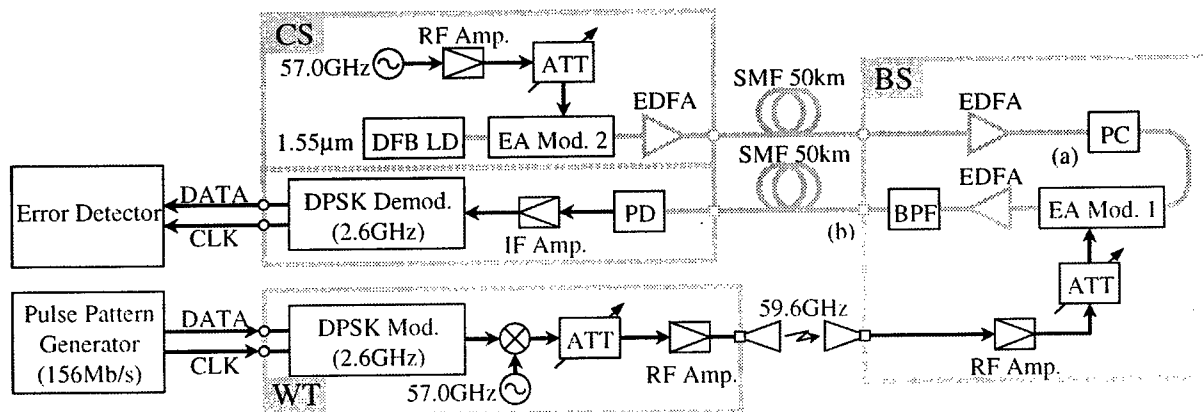 CS
RF Amp.
57.0GHz
ATT
1.55μm
DFB LD
EA Mod. 2
EDFA
SMF 50km
SMF 50km
BS
EDFA
PC
(a)
EDFA
BPF
EA Mod. 1
(b)
ATT
RF Amp.
Error Detector
DATA
CLK
DPSK Demod.
(2.6GHz)
IF Amp.
PD
Pulse Pattern
Generator
(156Mb/s)
DATA
CLK
DPSK Mod.
(2.6GHz)
57.0GHz
ATT
RF Amp.
59.6GHz
WT